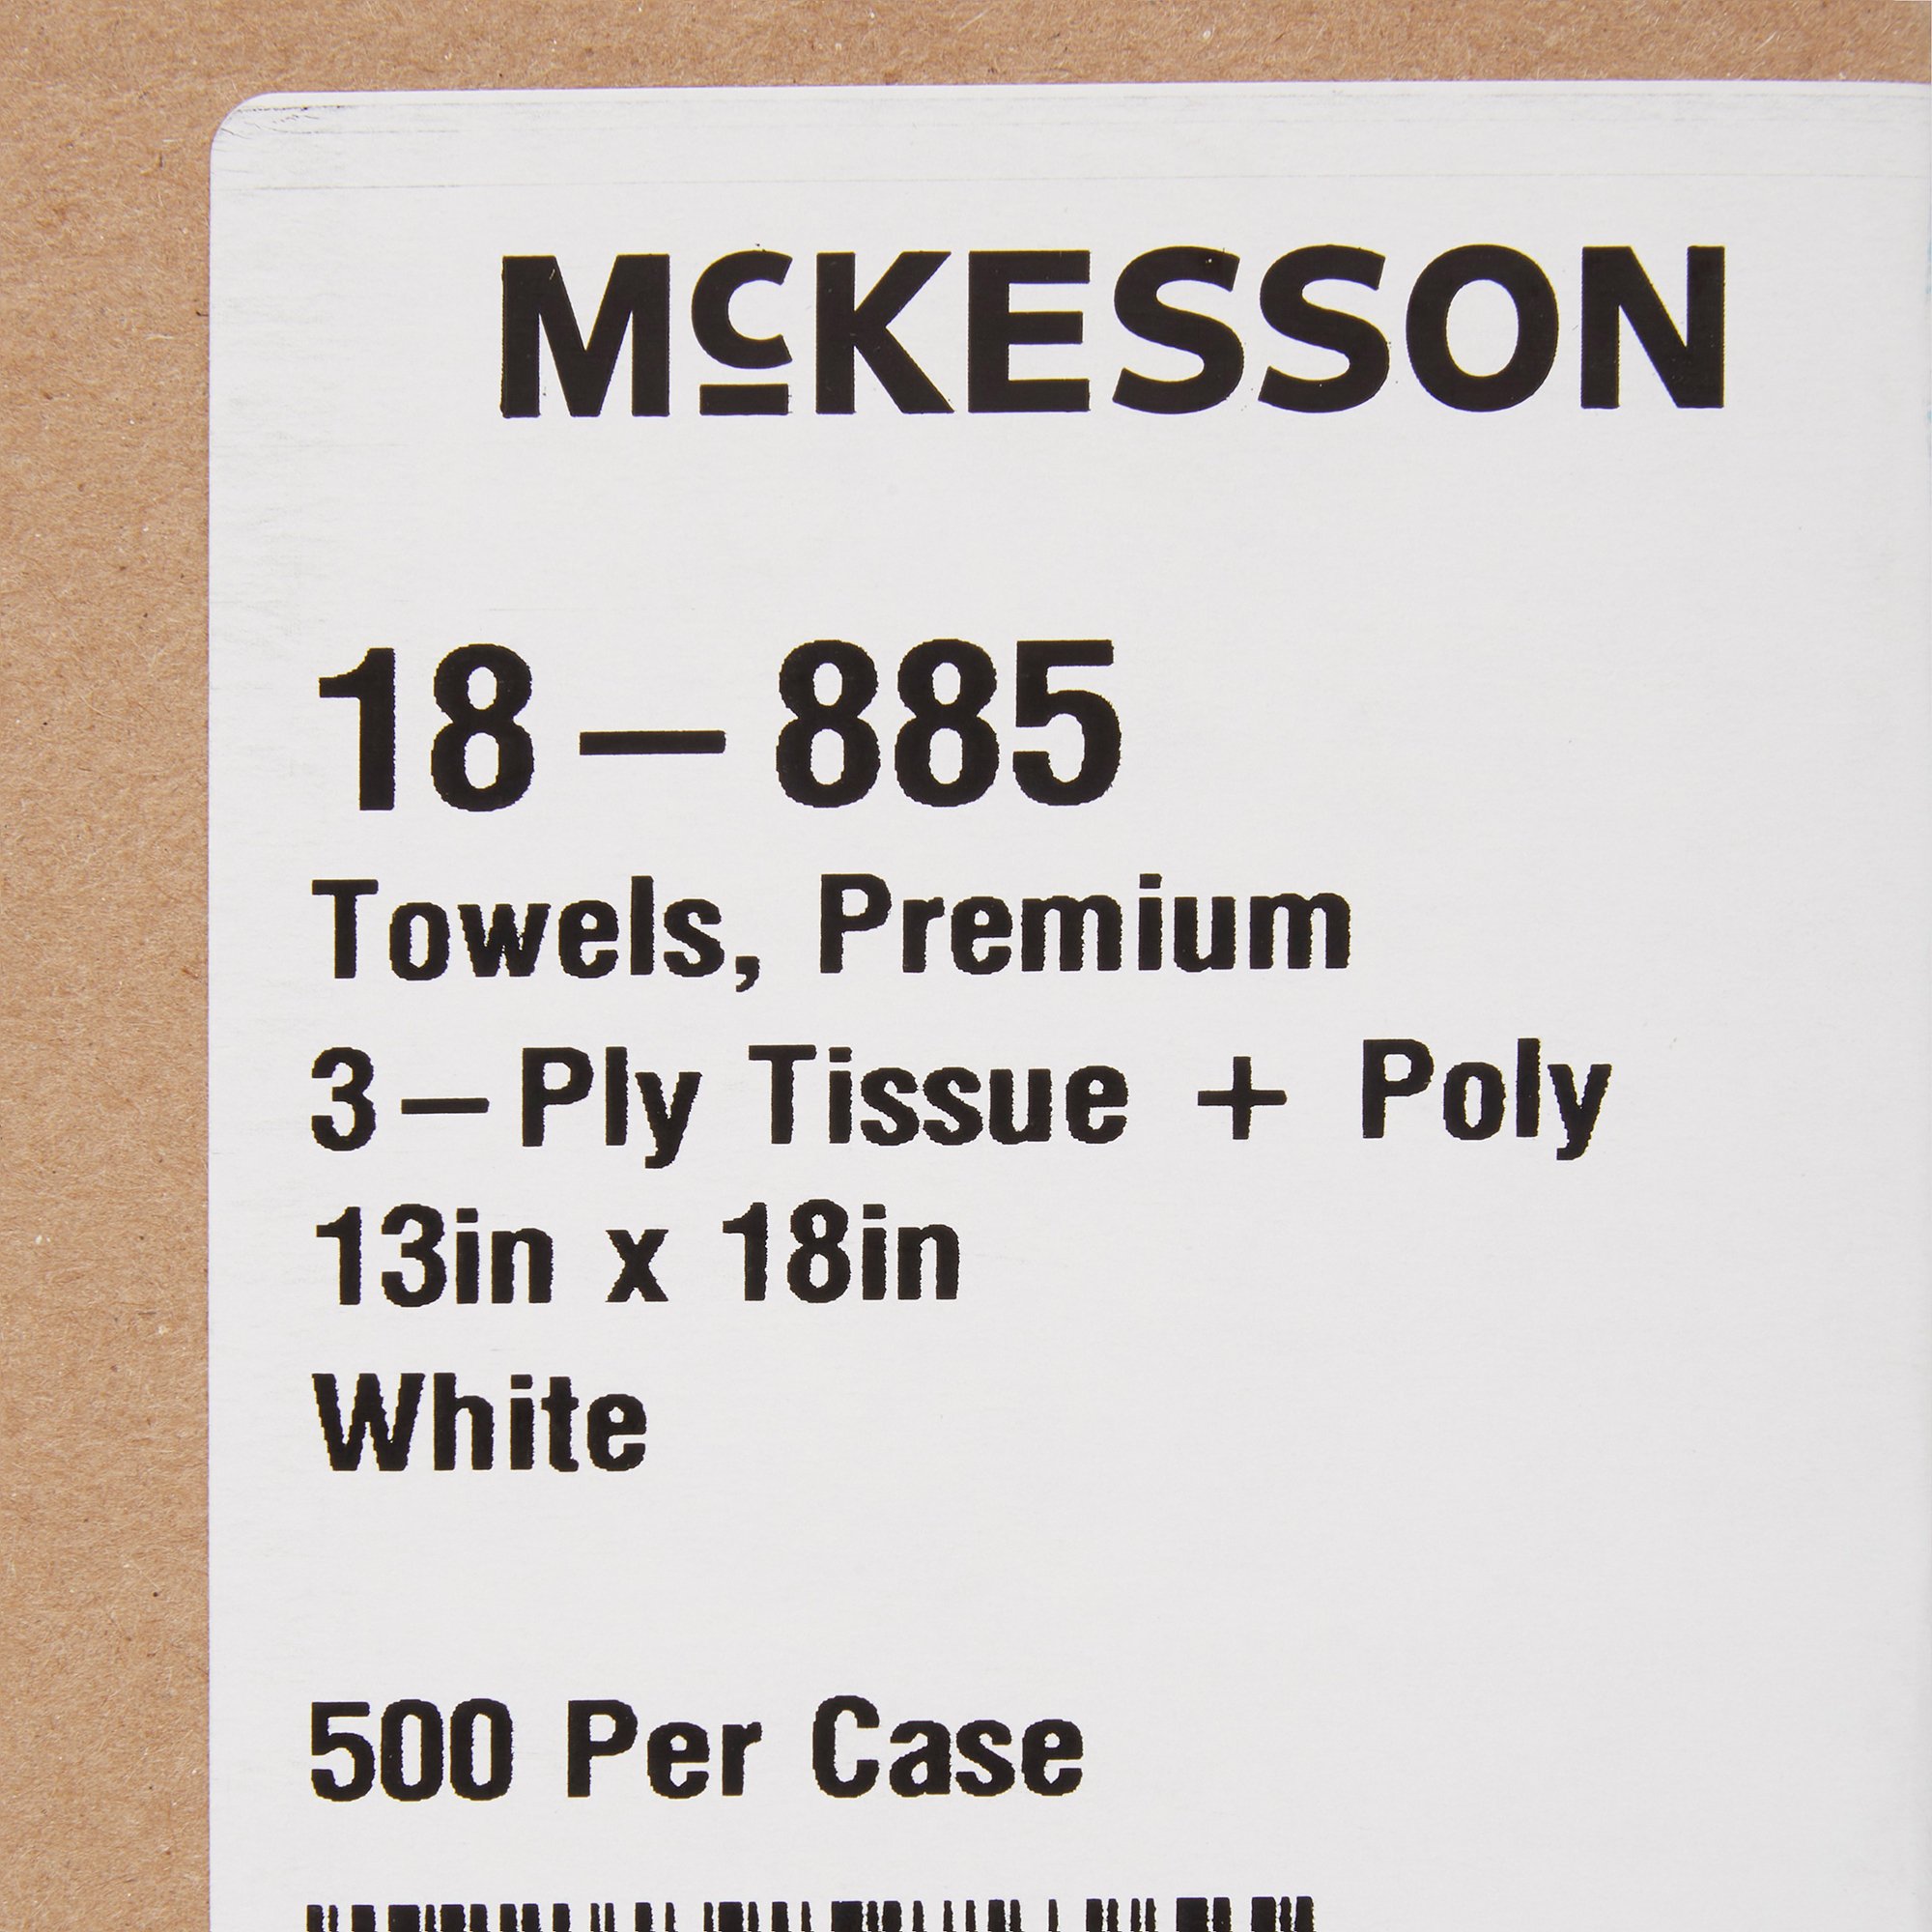 McKESSON
18-885
Towels, Premium
3-Ply Tissue + Poly
13in x 18in
White
500 Per Case